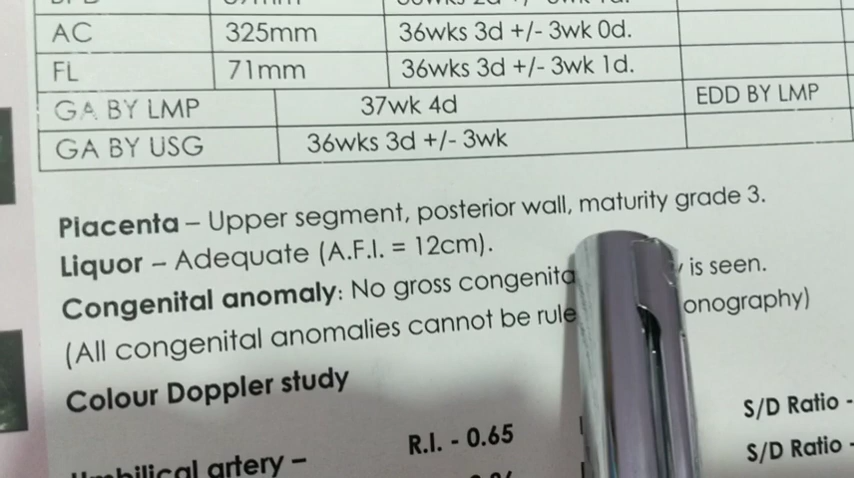 AC 325mm 36wks 3d +/- 3wk 0d.
FL 71mm 36wks 3d +/- 3wk 1d.
GA BY LMP 37wk 4d EDD BY LMP
GA BY USG 36wks 3d +/- 3wk
Placenta – Upper segment, posterior wall, maturity grade 3.
Liquor – Adequate (A.F.I. = 12cm).
Congenital anomaly: No gross is seen.
(All congenital anomalies cannot be onography)
Colour Doppler study
S/D Ratio -
artery – R.I. - 0.65
S/D Ratio -